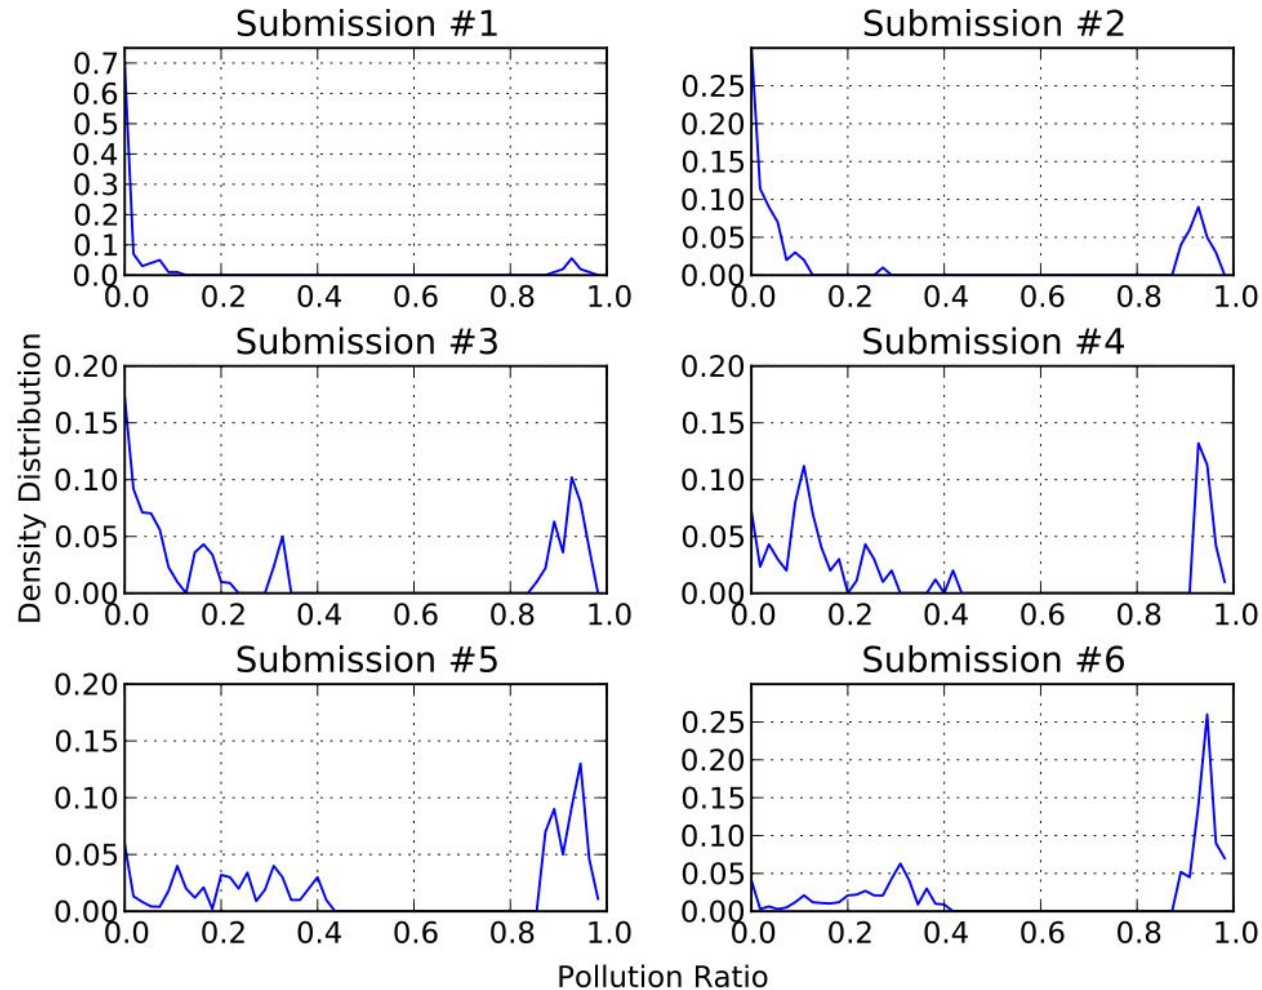 Submission #1
0.7
0.6
0.5
0.4
0.3
0.2
0.1
0.0
0.0 0.2 0.4 0.6 0.8 1.0
Submission #2
0.25
0.20
0.15
0.10
0.05
0.00
0.0 0.2 0.4 0.6 0.8 1.0
Density Distribution
Submission #3
0.20
0.15
0.10
0.05
0.00
0.0 0.2 0.4 0.6 0.8 1.0
Submission #4
0.20
0.15
0.10
0.05
0.00
0.0 0.2 0.4 0.6 0.8 1.0
Submission #5
0.20
0.15
0.10
0.05
0.00
0.0 0.2 0.4 0.6 0.8 1.0
Submission #6
0.25
0.20
0.15
0.10
0.05
0.00
0.0 0.2 0.4 0.6 0.8 1.0
Pollution Ratio